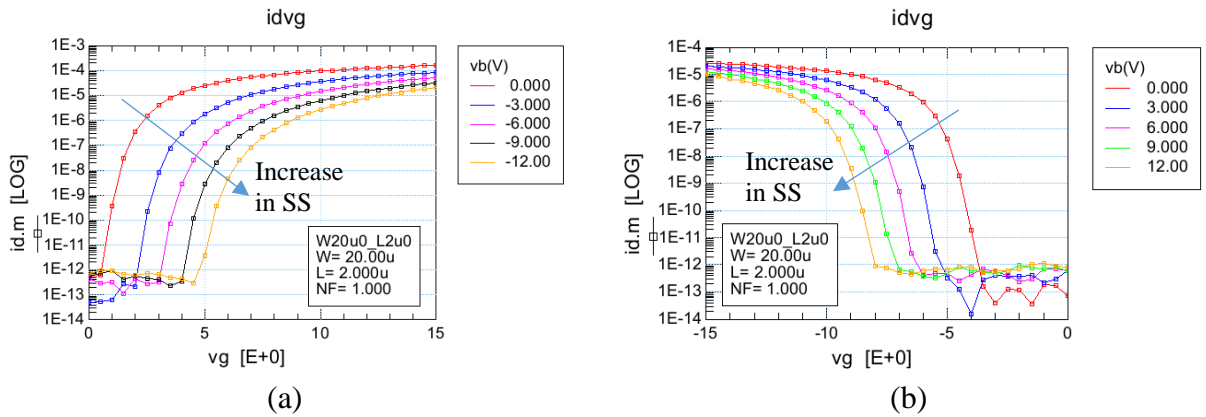 idvg
1E-3
1E-4
1E-5
1E-6
1E-7
1E-8
1E-9
1E-10
1E-11
1E-12
1E-13
1E-14
id.m [LOG]
0
5
10
15
vg [E+0]
Increase
in SS
W20u0_L2u0
W= 20.00u
L= 2.000u
NF= 1.000
vb(V)
0.000
-3.000
-6.000
-9.000
-12.00
(a)
idvg
1E-4
1E-5
1E-6
1E-7
1E-8
1E-9
1E-10
1E-11
1E-12
1E-13
1E-14
id.m [LOG]
-15
-10
-5
0
vg [E+0]
Increase
in SS
W20u0_L2u0
W= 20.00u
L= 2.000u
NF= 1.000
vb(V)
0.000
3.000
6.000
9.000
12.00
(b)